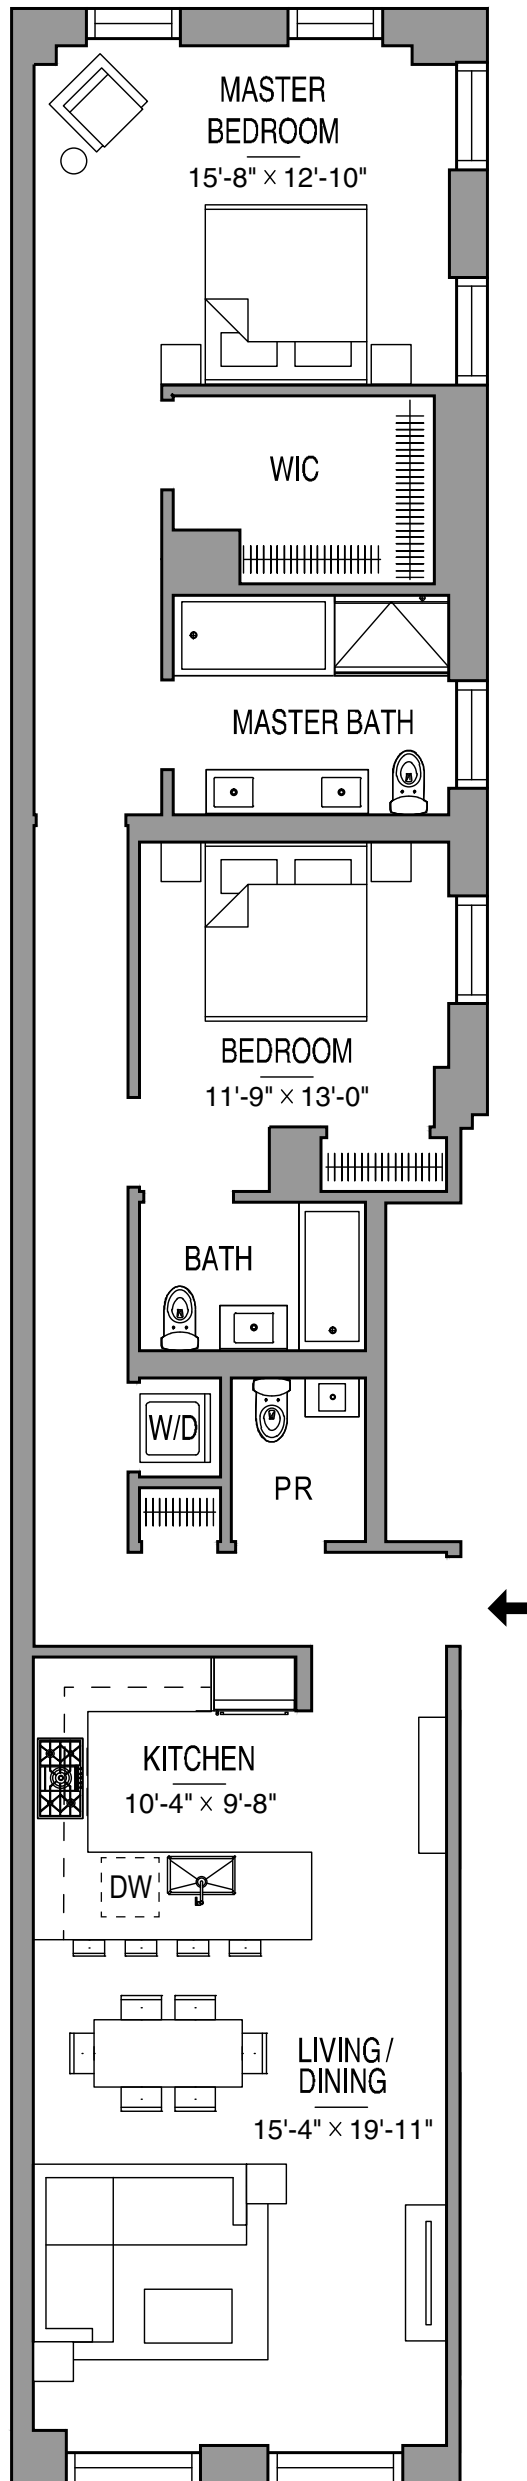 MASTER
BEDROOM
15'-8" × 12'-10"
WIC
MASTER BATH
BEDROOM
11'-9" × 13'-0"
BATH
W/D
PR
KITCHEN
10'-4" × 9'-8"
DW
LIVING/
DINING
15'-4" × 19'-11"